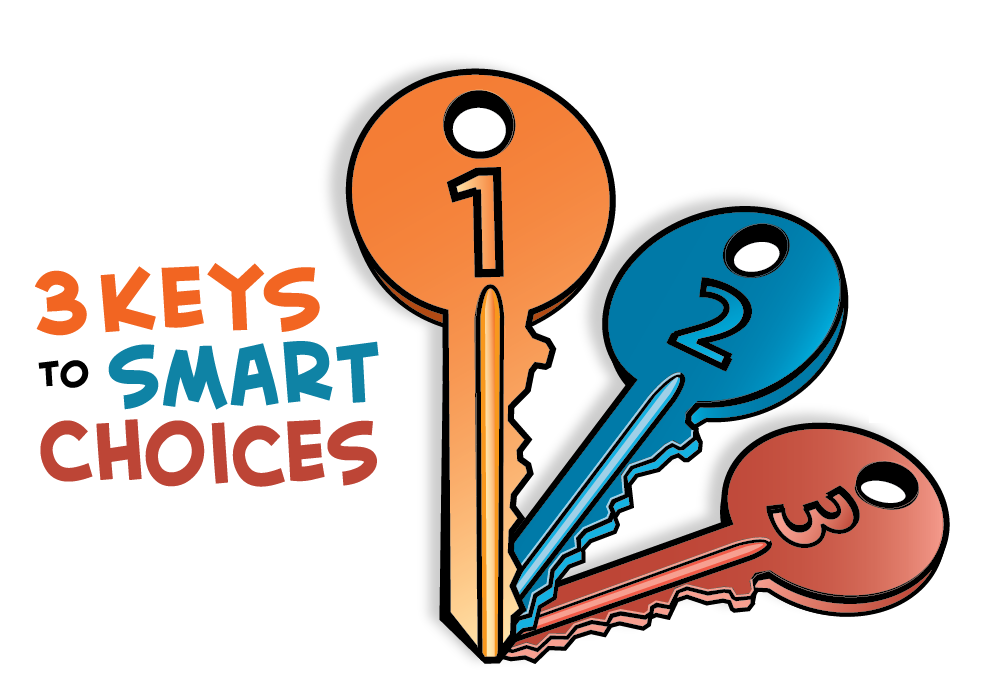 3 KEYS
TO SMART
CHOICES
1
2
3